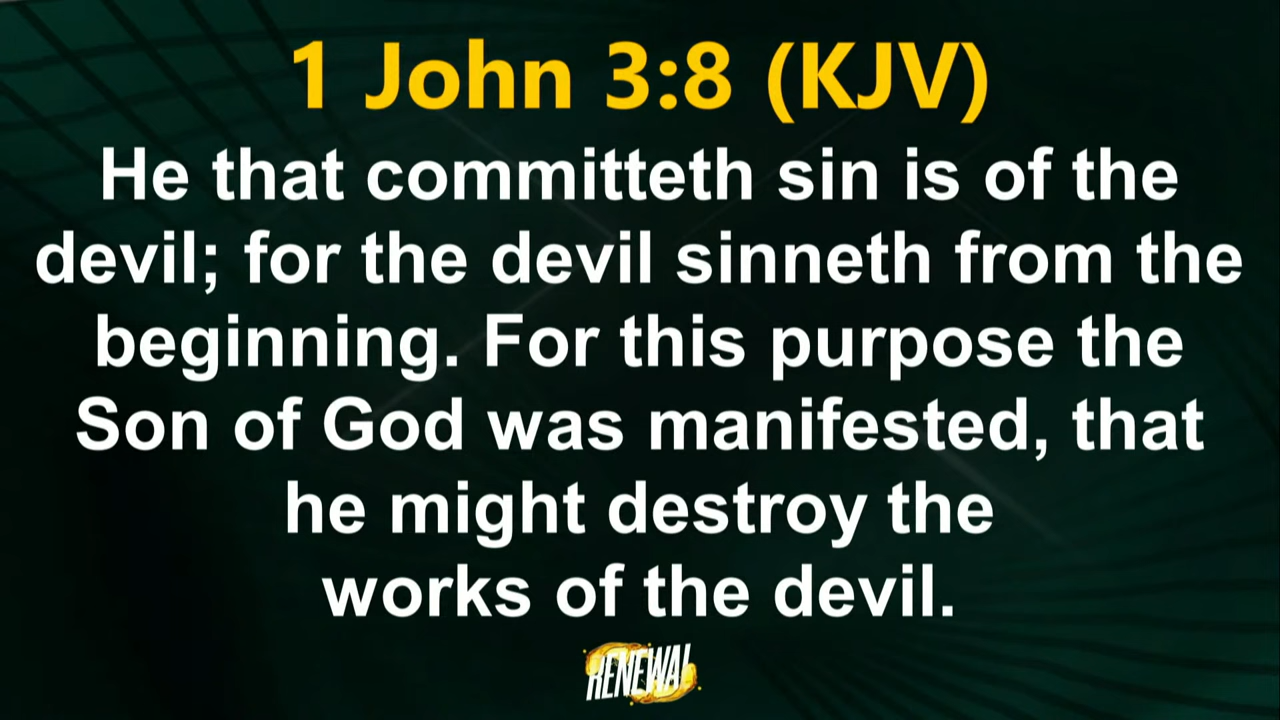 1 John 3:8 (KJV)
He that committeth sin is of the
devil; for the devil sinneth from the
beginning. For this purpose the
Son of God was manifested, that
he might destroy the
works of the devil.
RENEWAL